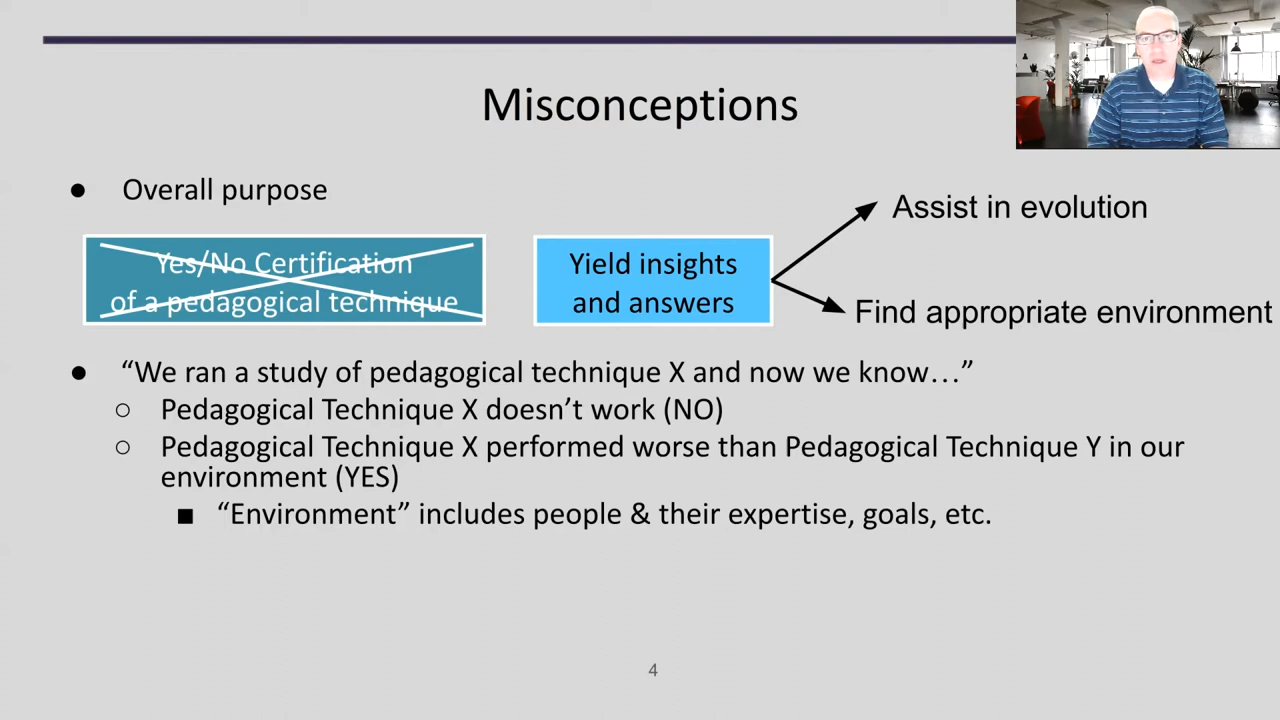 Misconceptions
● Overall purpose
Yes/No Certification
of a pedagogical technique
Yield insights
and answers
Assist in evolution
Find appropriate environment
● “We ran a study of pedagogical technique X and now we know…”
○ Pedagogical Technique X doesn’t work (NO)
○ Pedagogical Technique X performed worse than Pedagogical Technique Y in our
environment (YES)
■ “Environment” includes people & their expertise, goals, etc.
4